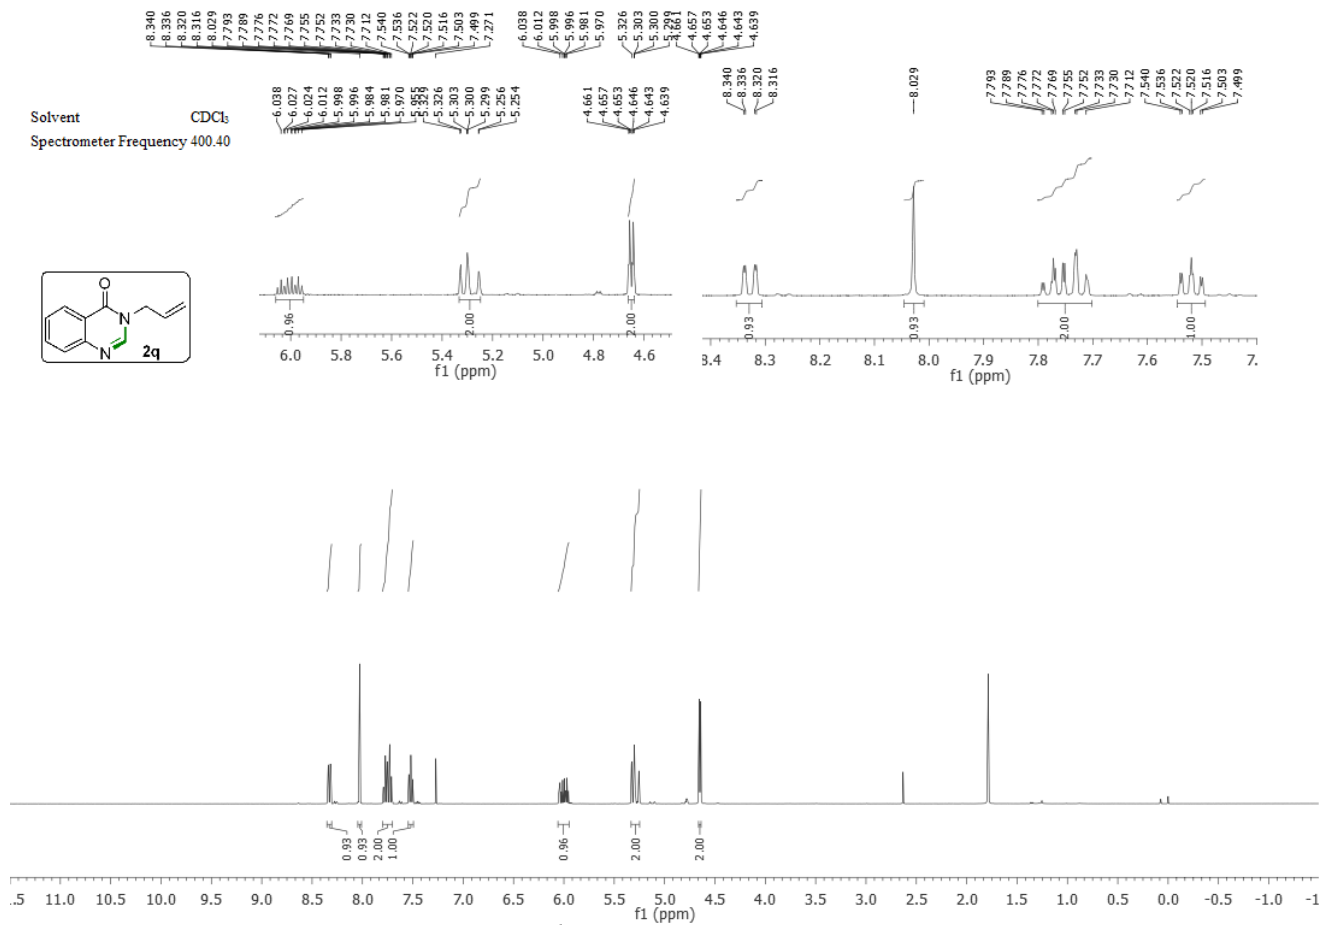 8.340 8.336 8.320 8.316 8.029 7.793 7.789 7.776 7.772 7.769 7.755 7.752 7.733 7.730 7.712 7.540 7.536 7.522 7.520 7.516 7.503 7.499 7.271 6.038 6.012 5.998 5.996 5.981 5.970 5.326 5.303 5.300 5.299 4.661 4.657 4.653 4.646 4.643 4.639
6.038 6.027 6.024 6.012 5.998 5.996 5.984 5.981 5.970 5.955 5.329 5.326 5.303 5.300 5.299 5.256 5.254
4.661 4.657 4.653 4.646 4.643 4.639
8.340 8.336 8.320 8.316
8.029
7.793 7.789 7.776 7.772 7.769 7.755 7.752 7.733 7.730 7.712 7.540 7.536 7.522 7.520 7.516 7.503 7.499
Solvent CDCl₃
Spectrometer Frequency 400.40
O
N
N
2q
0.96 2.00 2.00
6.0 5.8 5.6 5.4 5.2 5.0 4.8 4.6
f1 (ppm)
0.93 0.93 2.00 1.00
8.4 8.3 8.2 8.1 8.0 7.9 7.8 7.7 7.6 7.5 7.
f1 (ppm)
0.93 0.93 2.00 1.00 0.96 2.00 2.00
.5 11.0 10.5 10.0 9.5 9.0 8.5 8.0 7.5 7.0 6.5 6.0 5.5 5.0 4.5 4.0 3.5 3.0 2.5 2.0 1.5 1.0 0.5 0.0 -0.5 -1.0 -1
f1 (ppm)